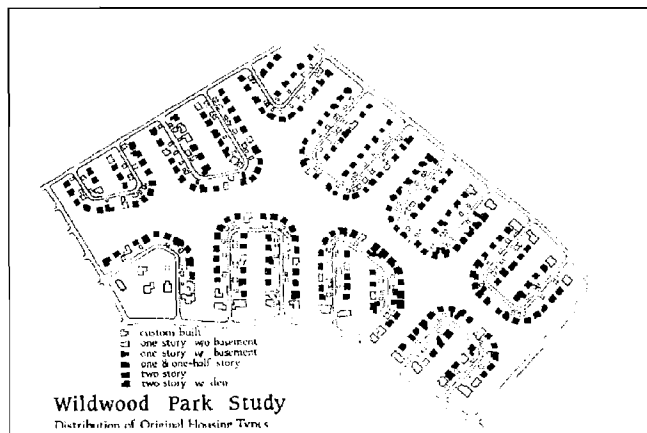 custom built
one story w/o basement
one story w/ basement
one & one-half story
two story
two story w/ den
Wildwood Park Study
Distribution of Original Housing Types